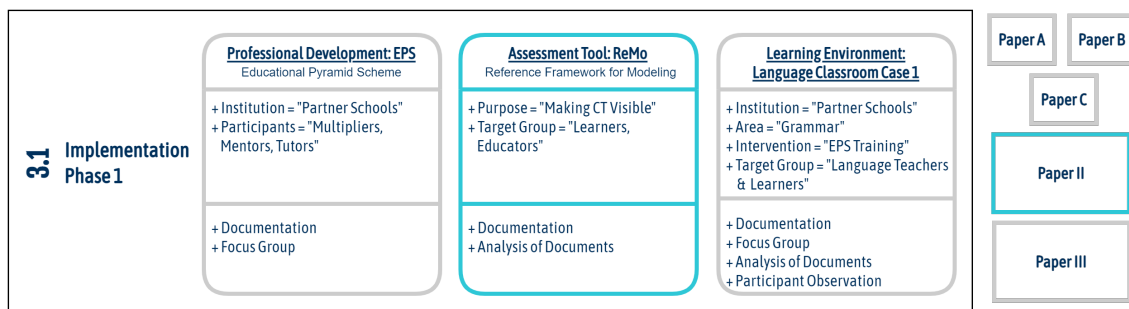 3.1
Implementation
Phase 1
Professional Development: EPS
Educational Pyramid Scheme
+ Institution = "Partner Schools"
+ Participants = "Multipliers,
Mentors, Tutors"
+ Documentation
+ Focus Group
Assessment Tool: ReMo
Reference Framework for Modeling
+ Purpose = "Making CT Visible"
+ Target Group = "Learners,
Educators"
+ Documentation
+ Analysis of Documents
Learning Environment:
Language Classroom Case 1
+ Institution = "Partner Schools"
+ Area = "Grammar"
+ Intervention = "EPS Training"
+ Target Group = "Language Teachers
& Learners"
+ Documentation
+ Focus Group
+ Analysis of Documents
+ Participant Observation
Paper A
Paper B
Paper C
Paper II
Paper III